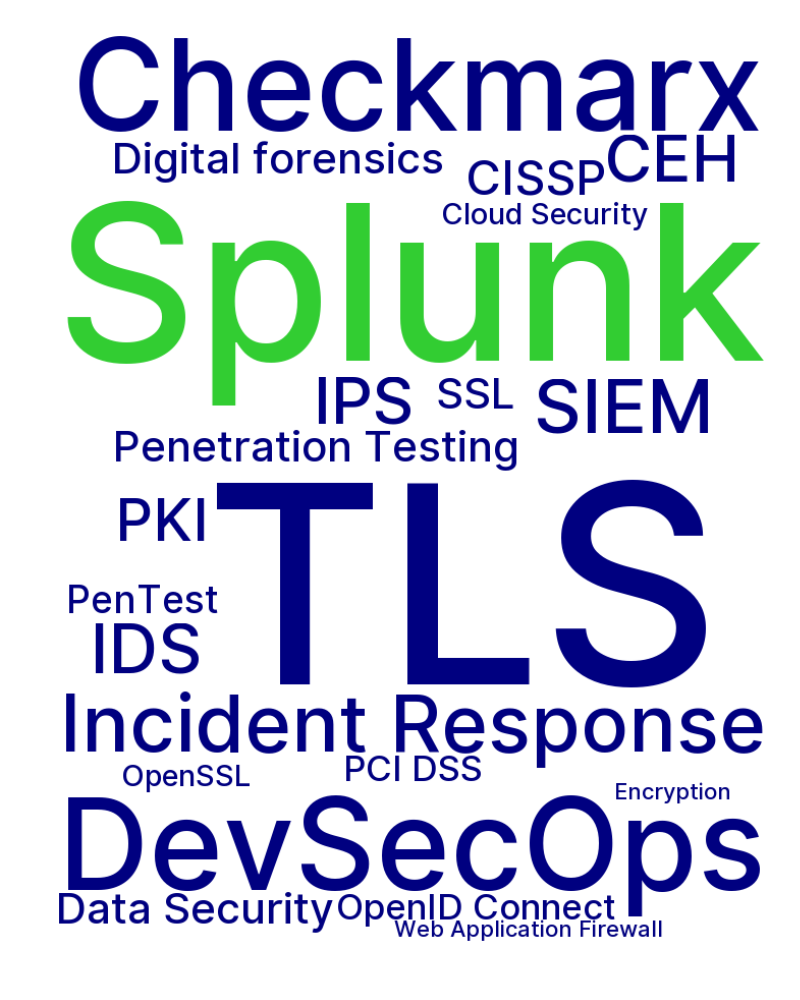 Checkmarx
Digital forensics
CISSP
CEH
Cloud Security
Splunk
IPS
SSL
SIEM
Penetration Testing
PKI
TLS
PenTest
IDS
Incident Response
OpenSSL
PCI DSS
Encryption
DevSecOps
Data Security
OpenID Connect
Web Application Firewall